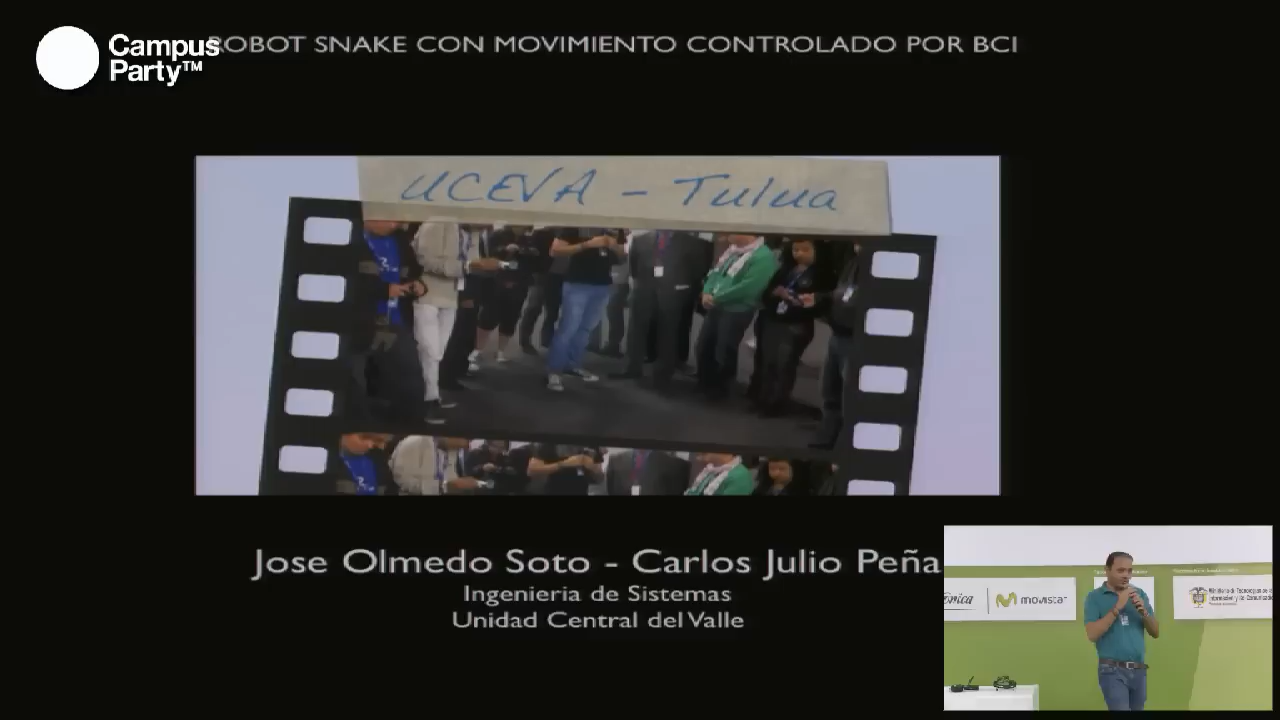 Campus
Party™
ROBOT SNAKE CON MOVIMIENTO CONTROLADO POR BCI
UCEVA - Tulua
Jose Olmedo Soto - Carlos Julio Peña
Ingenieria de Sistemas
Unidad Central del Valle
movistar